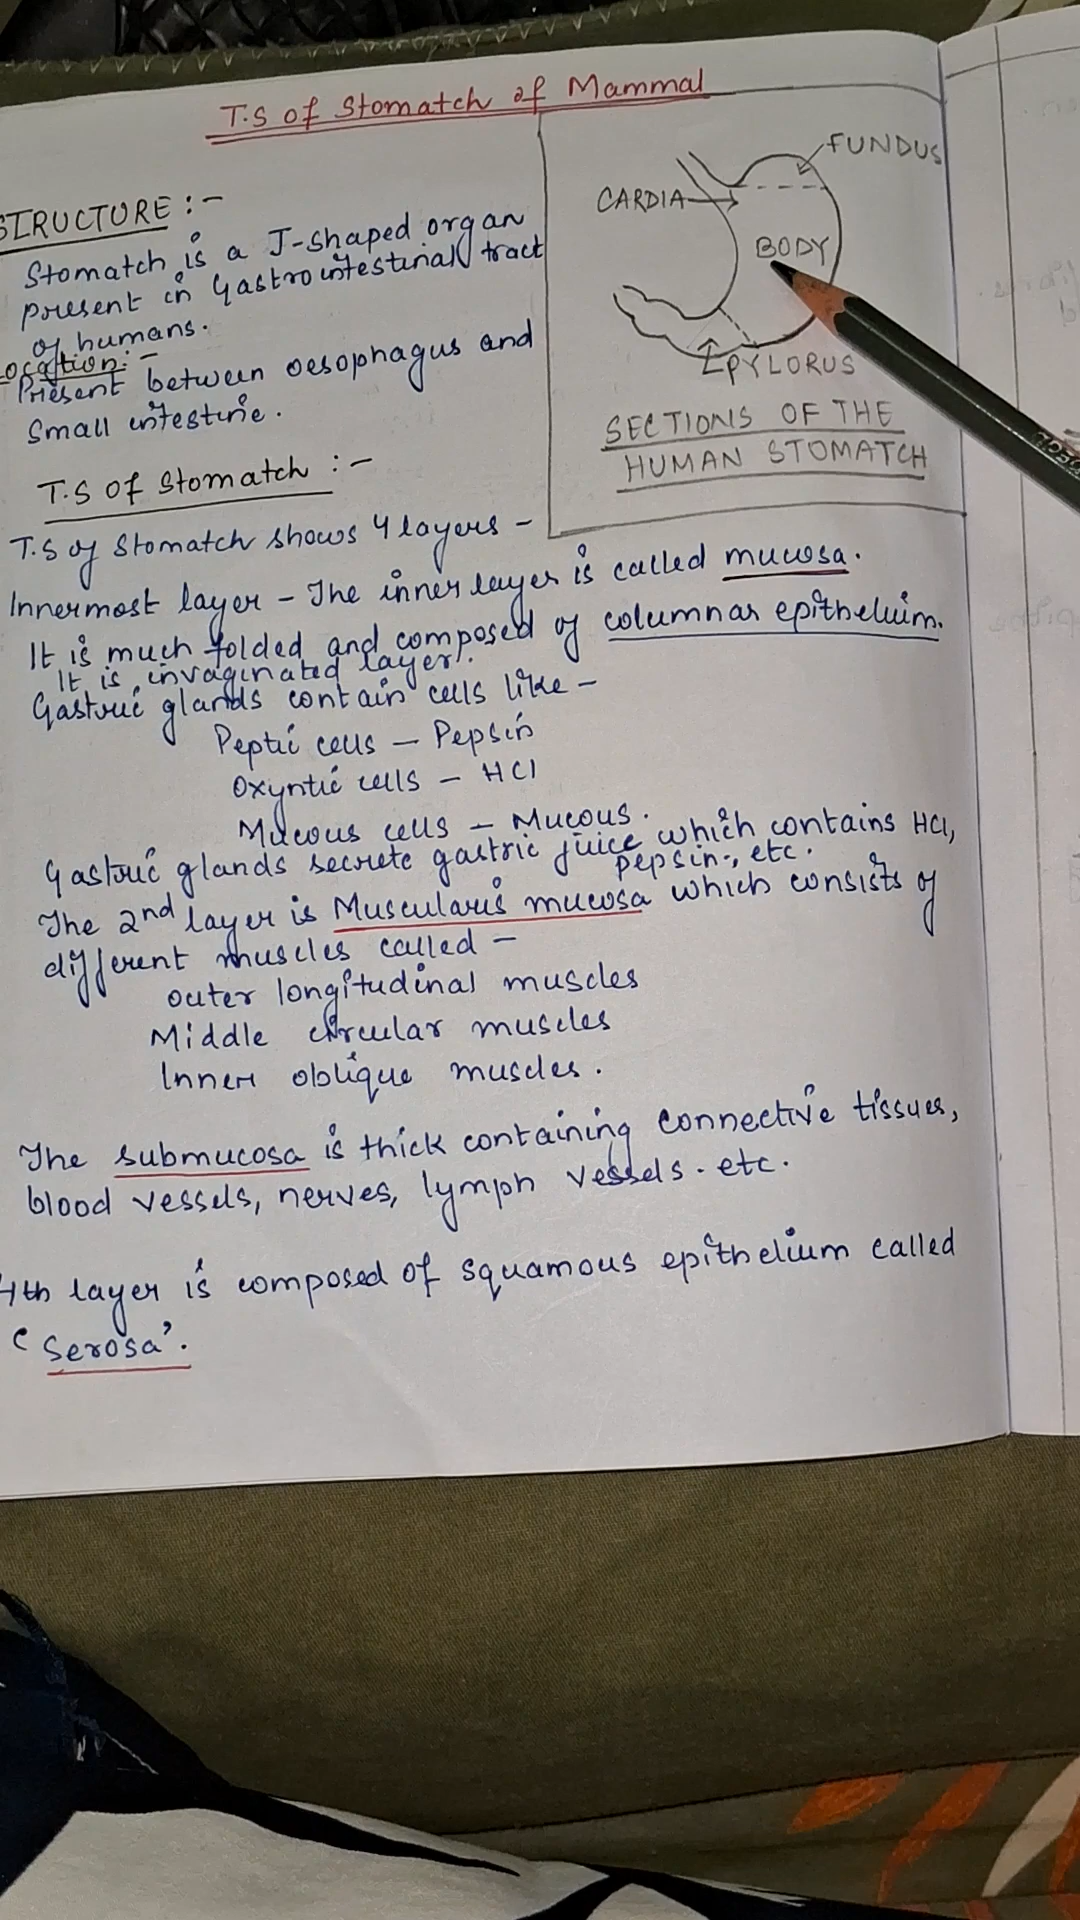 T.S of Stomatch of Mammal
STRUCTURE :-
Stomatch is a J-shaped organ
present in Gastrointestinal tract
of humans.
Location:-
Present between oesophagus and
Small intestine.
FUNDUS
CARDIA
BODY
PYLORUS
SECTIONS OF THE
HUMAN STOMATCH
T.S Of Stomatch :-
T.S of Stomatch shows 4 layers -
Innermost layer - The inner layer is called mucosa.
It is much folded and composed of columnar epitheluim.
It is invaginated layer.
Gastric glands contain cells like -
Peptic cells - Pepsin
Oxyntic cells - HCl
Mucous cells - Mucous.
Gastric glands secrete gastric juice which contains HCl,
pepsin, etc.
The 2nd layer is Muscularis mucosa which consists of
different muscles called -
outer longitudinal muscles
Middle circular muscles
Inner oblique muscles.
The submucosa is thick containing connective tissues,
blood vessels, nerves, lymph vessels. etc.
4th layer is composed of squamous epithelium called
'Serosa'.